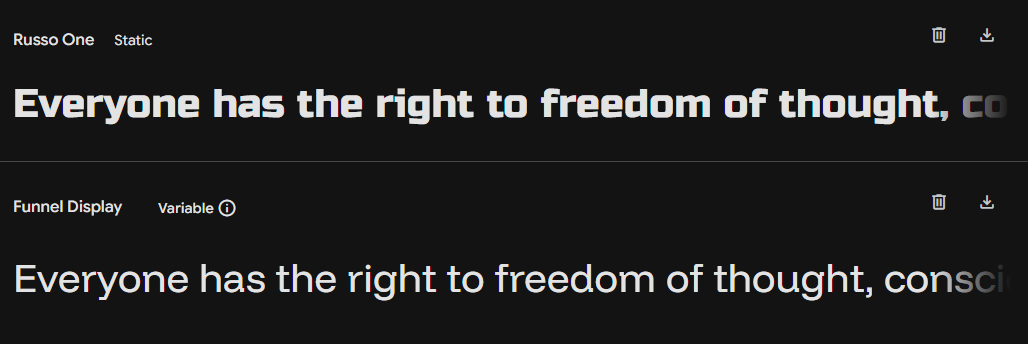 Russo One Static
Everyone has the right to freedom of thought, co
Funnel Display Variable
Everyone has the right to freedom of thought, consci